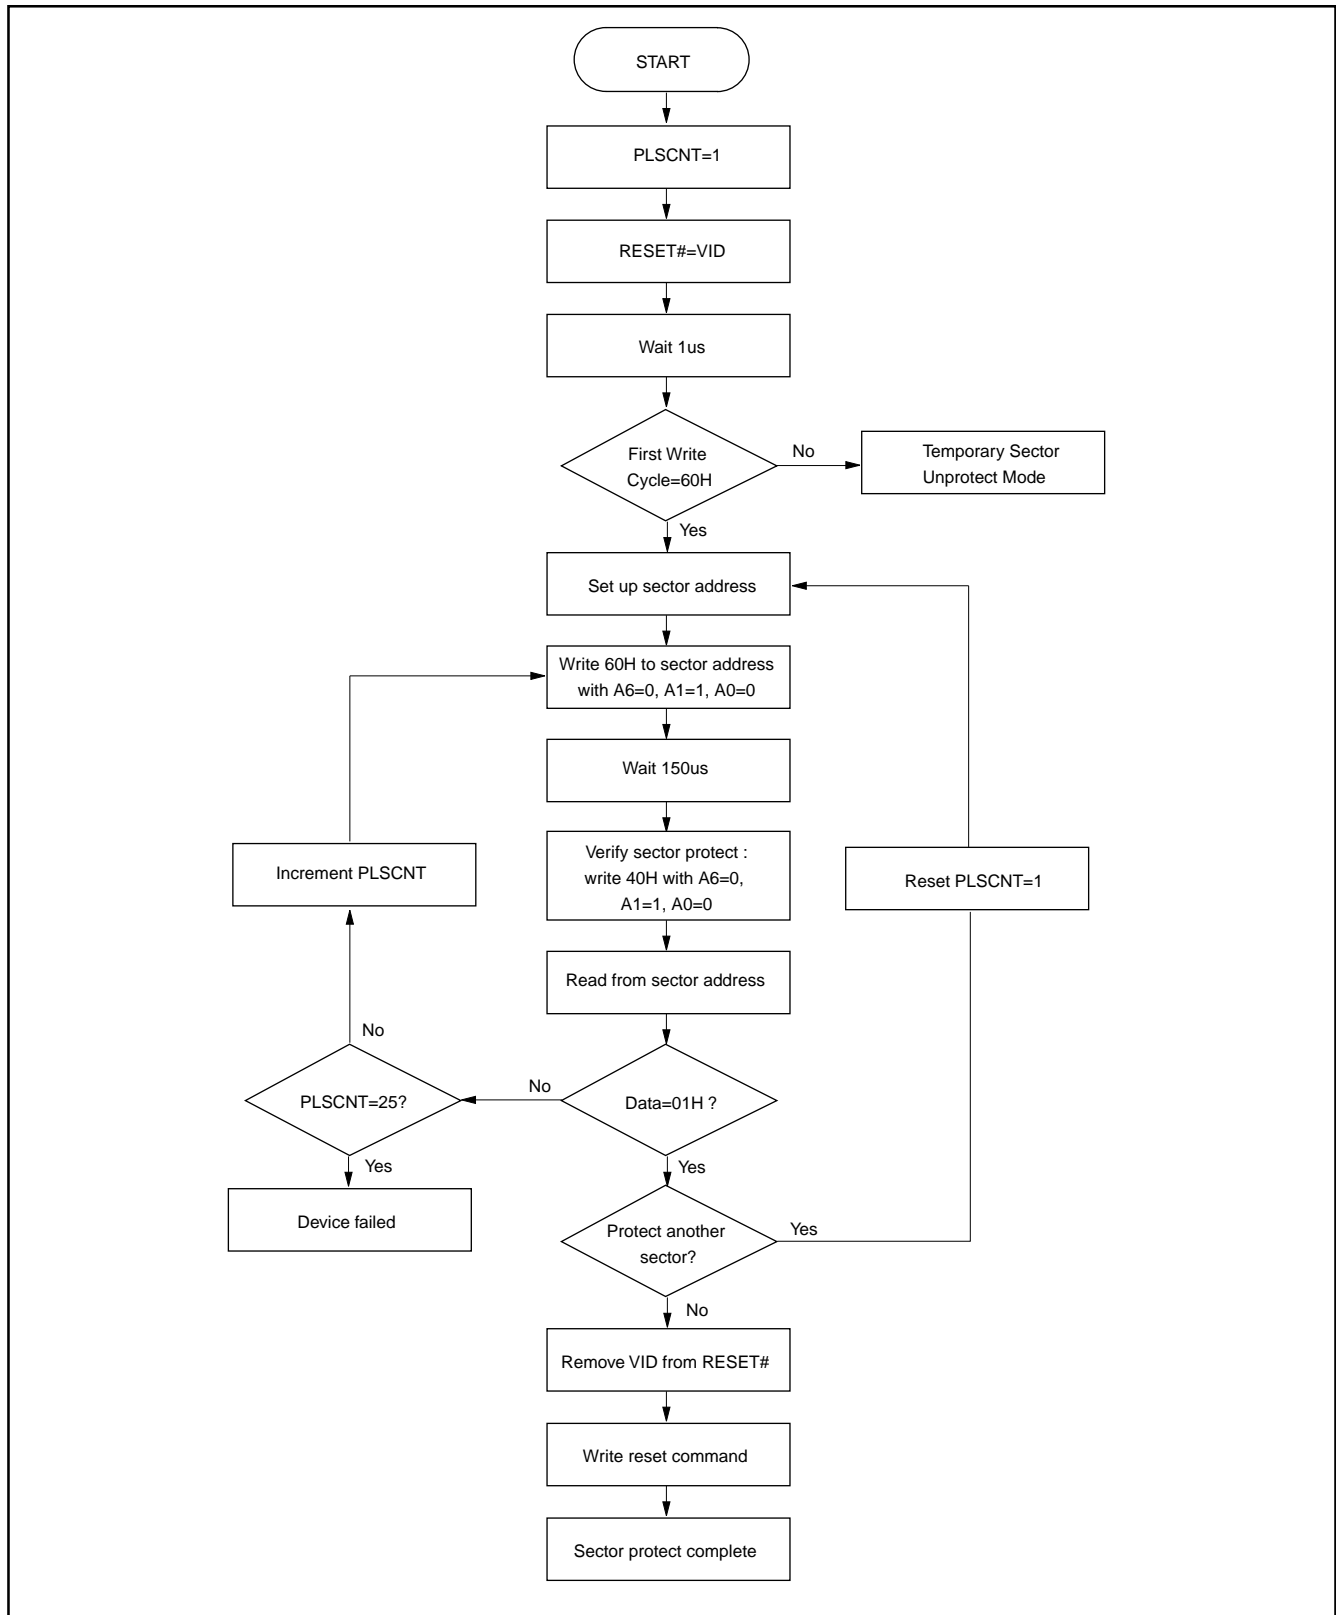 START
PLSCNT=1
RESET#=VID
Wait 1us
First Write
Cycle=60H
No
Temporary Sector
Unprotect Mode
Yes
Set up sector address
Write 60H to sector address
with A6=0, A1=1, A0=0
Wait 150us
Verify sector protect :
write 40H with A6=0,
A1=1, A0=0
Increment PLSCNT
Reset PLSCNT=1
Read from sector address
No
PLSCNT=25?
No
Data=01H ?
Yes
Yes
Device failed
Protect another
sector?
Yes
No
Remove VID from RESET#
Write reset command
Sector protect complete